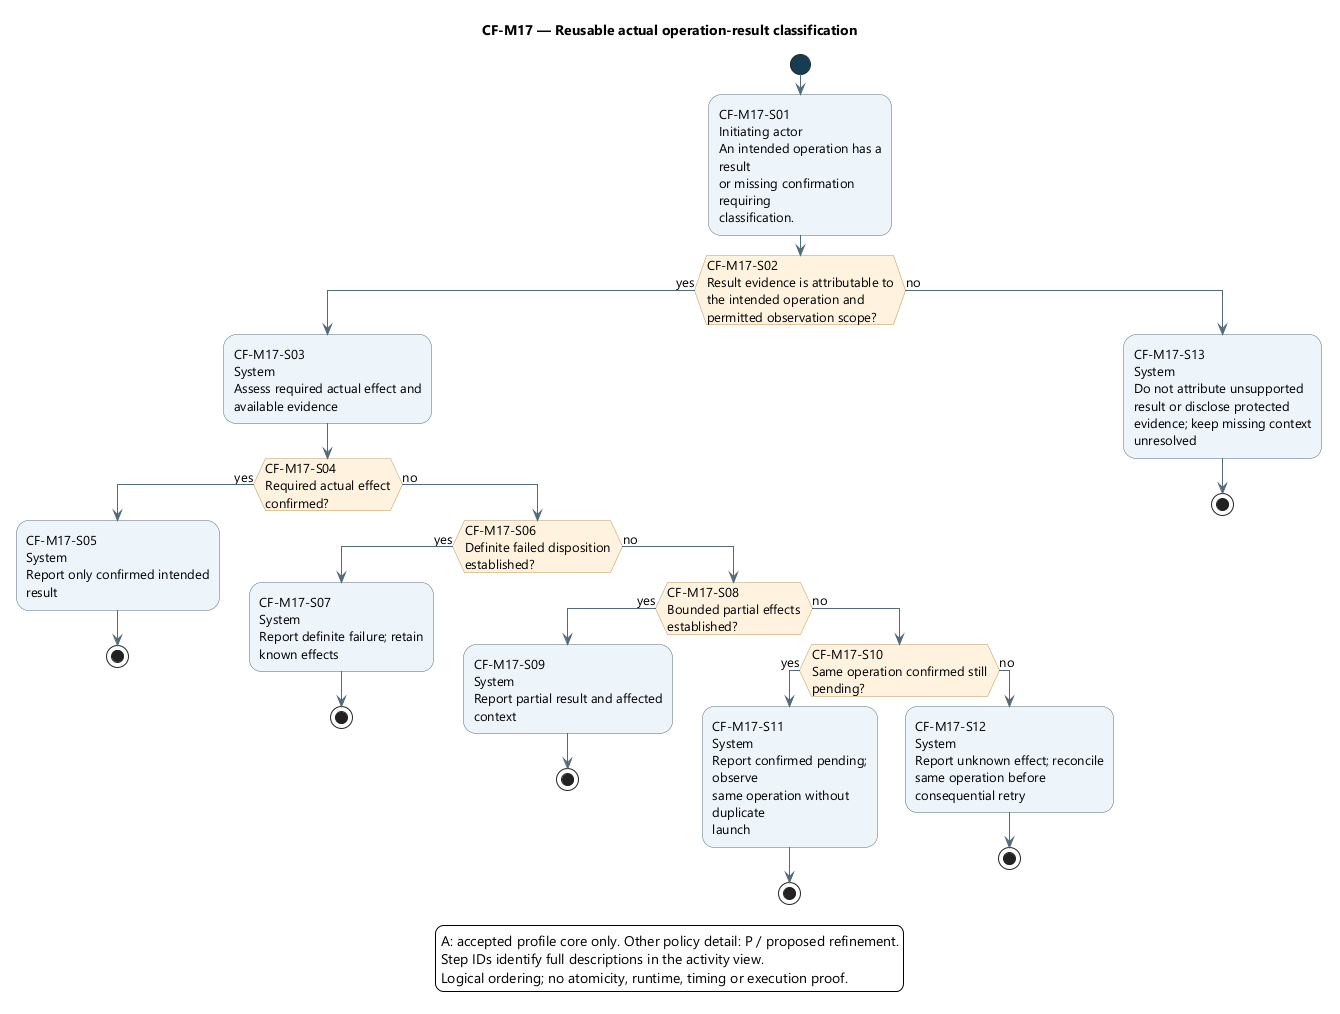 CF-M17 — Reusable actual operation-result classification
CF-M17-S01
Initiating actor
An intended operation has a
result
or missing confirmation
requiring
classification.
CF-M17-S02
Result evidence is attributable to
the intended operation and
permitted observation scope?
yes
no
CF-M17-S03
System
Assess required actual effect and
available evidence
CF-M17-S13
System
Do not attribute unsupported
result or disclose protected
evidence; keep missing context
unresolved
CF-M17-S04
Required actual effect
confirmed?
yes
no
CF-M17-S05
System
Report only confirmed intended
result
CF-M17-S06
Definite failed disposition
established?
yes
no
CF-M17-S07
System
Report definite failure; retain
known effects
CF-M17-S08
Bounded partial effects
established?
yes
no
CF-M17-S09
System
Report partial result and affected
context
CF-M17-S10
Same operation confirmed still
pending?
yes
no
CF-M17-S11
System
Report confirmed pending;
observe
same operation without
duplicate
launch
CF-M17-S12
System
Report unknown effect; reconcile
same operation before
consequential retry
A: accepted profile core only. Other policy detail: P / proposed refinement.
Step IDs identify full descriptions in the activity view.
Logical ordering; no atomicity, runtime, timing or execution proof.